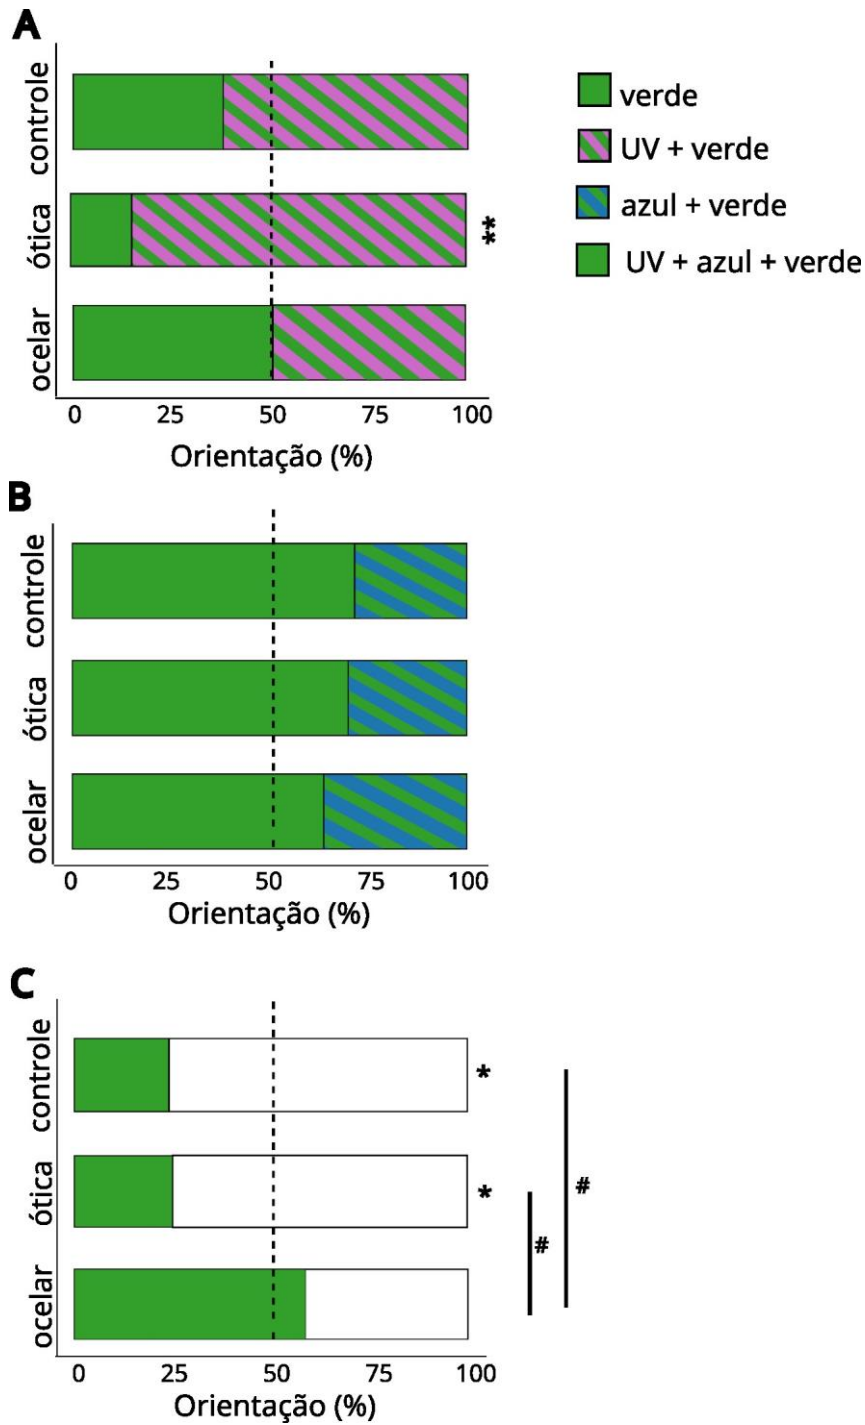 A
controle
ótica
ocelar
**
0 25 50 75 100
Orientação (%)
verde
UV + verde
azul + verde
UV + azul + verde
B
controle
ótica
ocelar
0 25 50 75 100
Orientação (%)
C
controle
ótica
ocelar
*
*
#
#
0 25 50 75 100
Orientação (%)